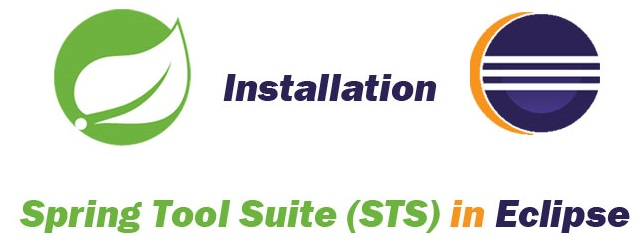 Installation
Spring Tool Suite (STS) in Eclipse